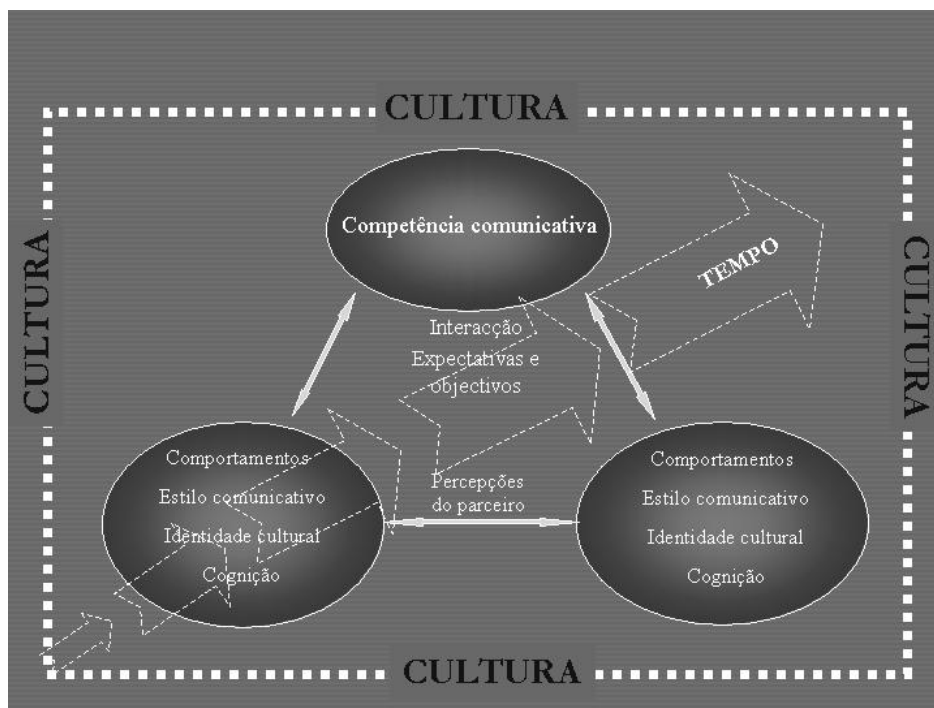 CULTURA
Competência comunicativa
TEMPO
CULTURA
CULTURA
Interacção
Expectativas e
objectivos
Comportamentos
Estilo comunicativo
Identidade cultural
Cognição
Percepções
do parceiro
Comportamentos
Estilo comunicativo
Identidade cultural
Cognição
CULTURA